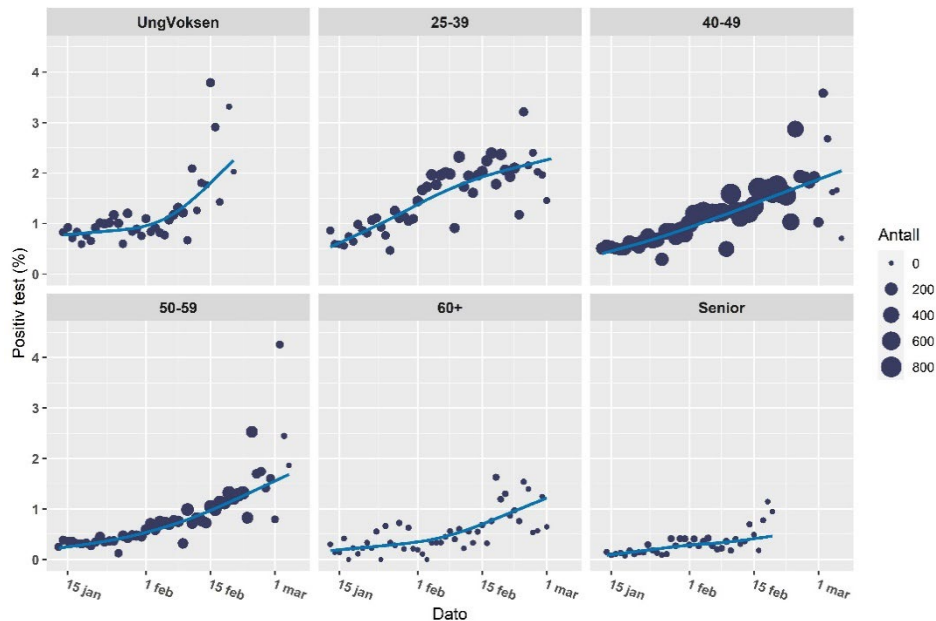 UngVoksen 25-39 40-49
4
3
2
1
0
50-59 60+ Senior
4
3
2
1
0
15 jan 1 feb 15 feb 1 mar 15 jan 1 feb 15 feb 1 mar 15 jan 1 feb 15 feb 1 mar
Dato
Positiv test (%)
Antall
0
200
400
600
800